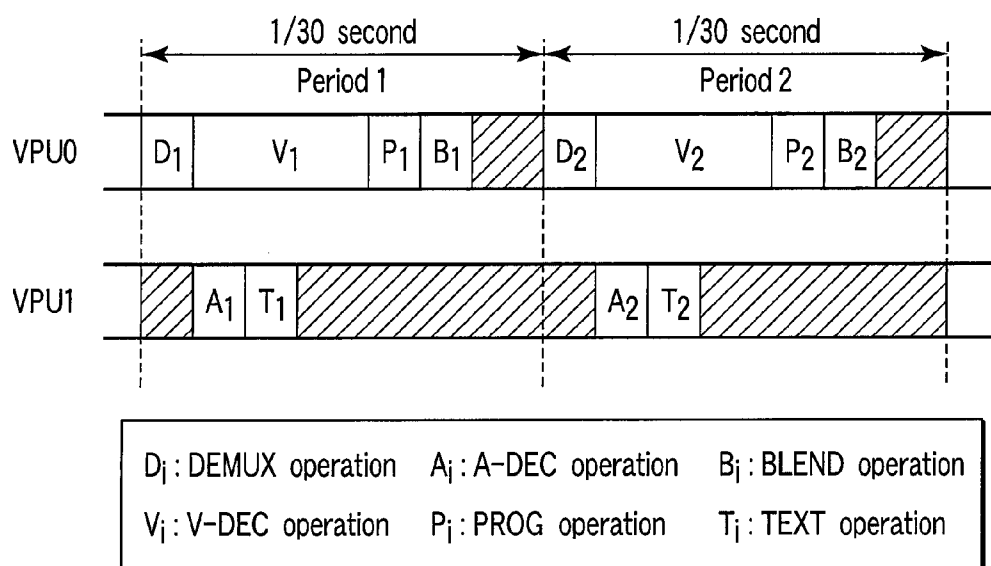 1/30 second 1/30 second
Period 1 Period 2
VPU0 D₁ V₁ P₁ B₁ D₂ V₂ P₂ B₂
VPU1 A₁ T₁ A₂ T₂
Dᵢ : DEMUX operation Aᵢ : A-DEC operation Bᵢ : BLEND operation
Vᵢ : V-DEC operation Pᵢ : PROG operation Tᵢ : TEXT operation